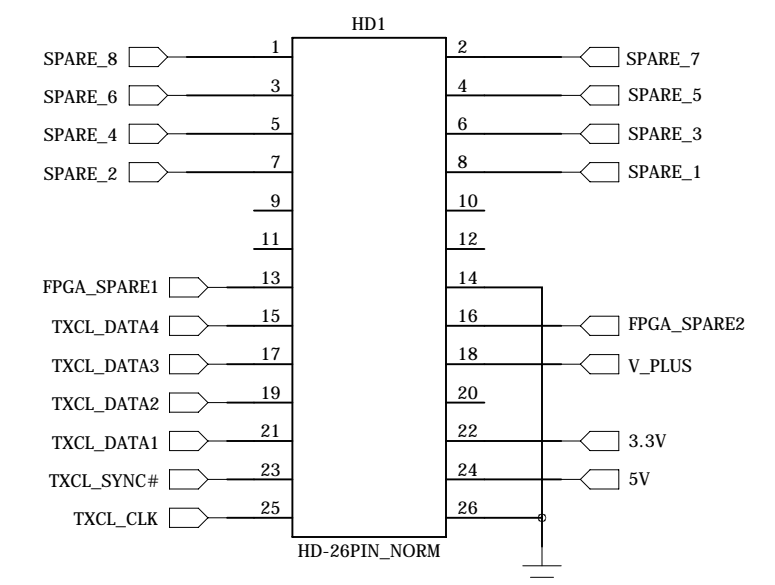 HD1
SPARE_8 1 2 SPARE_7
SPARE_6 3 4 SPARE_5
SPARE_4 5 6 SPARE_3
SPARE_2 7 8 SPARE_1
9 10
11 12
FPGA_SPARE1 13 14
TXCL_DATA4 15 16 FPGA_SPARE2
TXCL_DATA3 17 18 V_PLUS
TXCL_DATA2 19 20
TXCL_DATA1 21 22 3.3V
TXCL_SYNC# 23 24 5V
TXCL_CLK 25 26
HD-26PIN_NORM